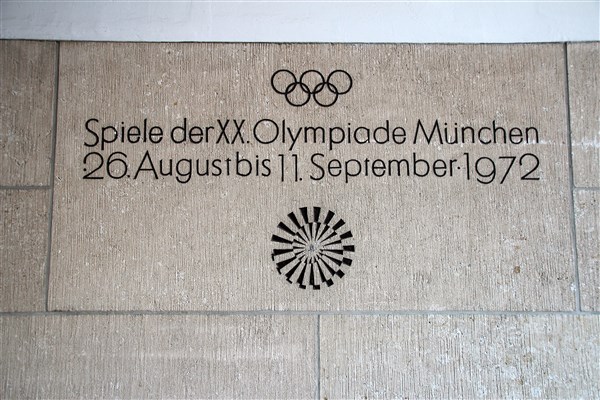 Spiele der XX. Olympiade München
26. August bis 11. September 1972